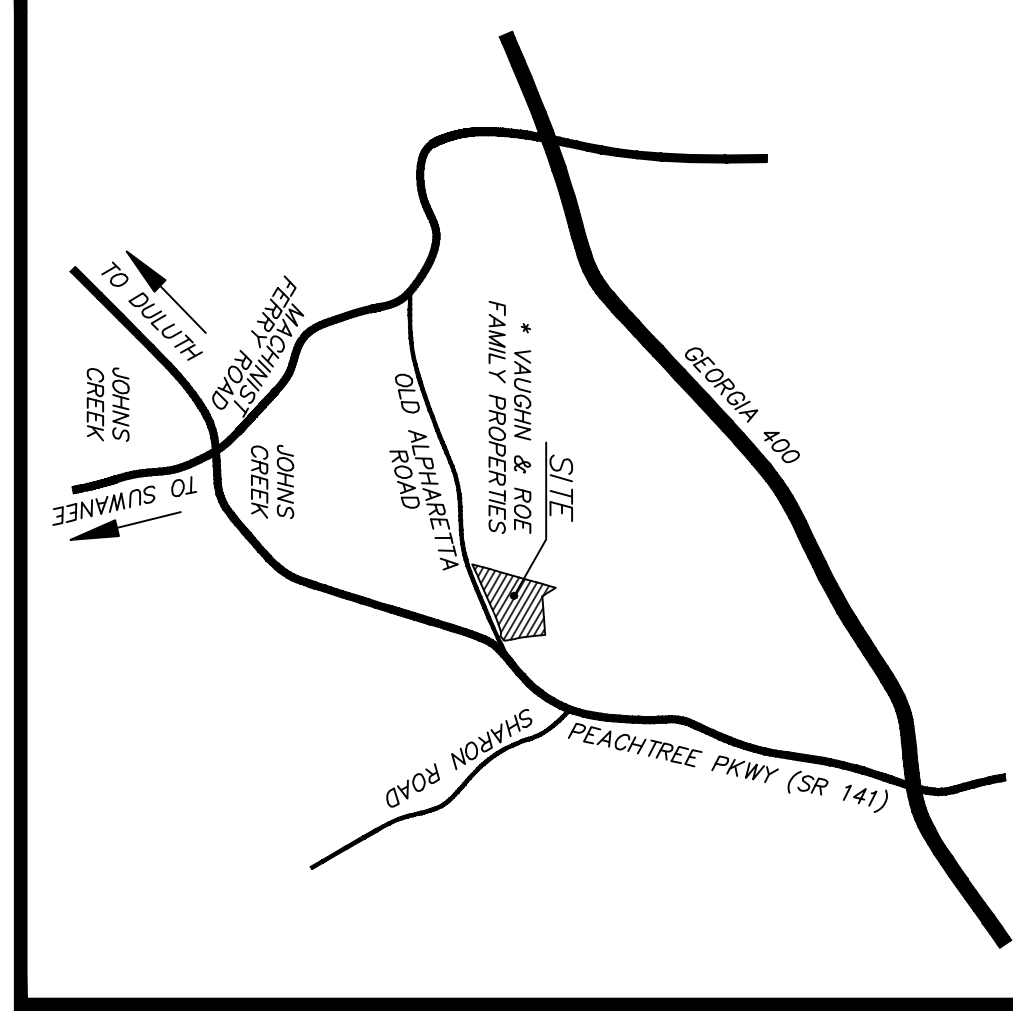 TO DULUTH
MACHINIST
FERRY ROAD
JOHNS
CREEK
TO SUWANEE
JOHNS
CREEK
OLD ALPHARETTA
ROAD
* VAUGHN & ROE
FAMILY PROPERTIES
SITE
GEORGIA 400
SHARON ROAD
PEACHTREE PKWY (SR 141)